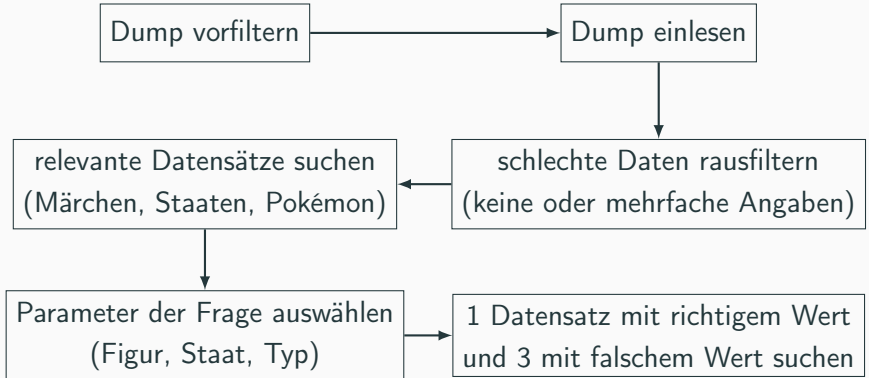 Dump vorfiltern
Dump einlesen
schlechte Daten rausfiltern
(keine oder mehrfache Angaben)
relevante Datensätze suchen
(Märchen, Staaten, Pokémon)
Parameter der Frage auswählen
(Figur, Staat, Typ)
1 Datensatz mit richtigem Wert
und 3 mit falschem Wert suchen